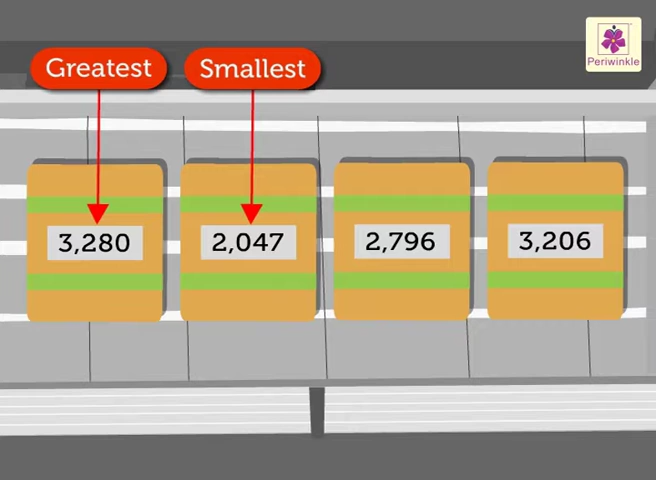 Periwinkle
Greatest
Smallest
3,280
2,047
2,796
3,206